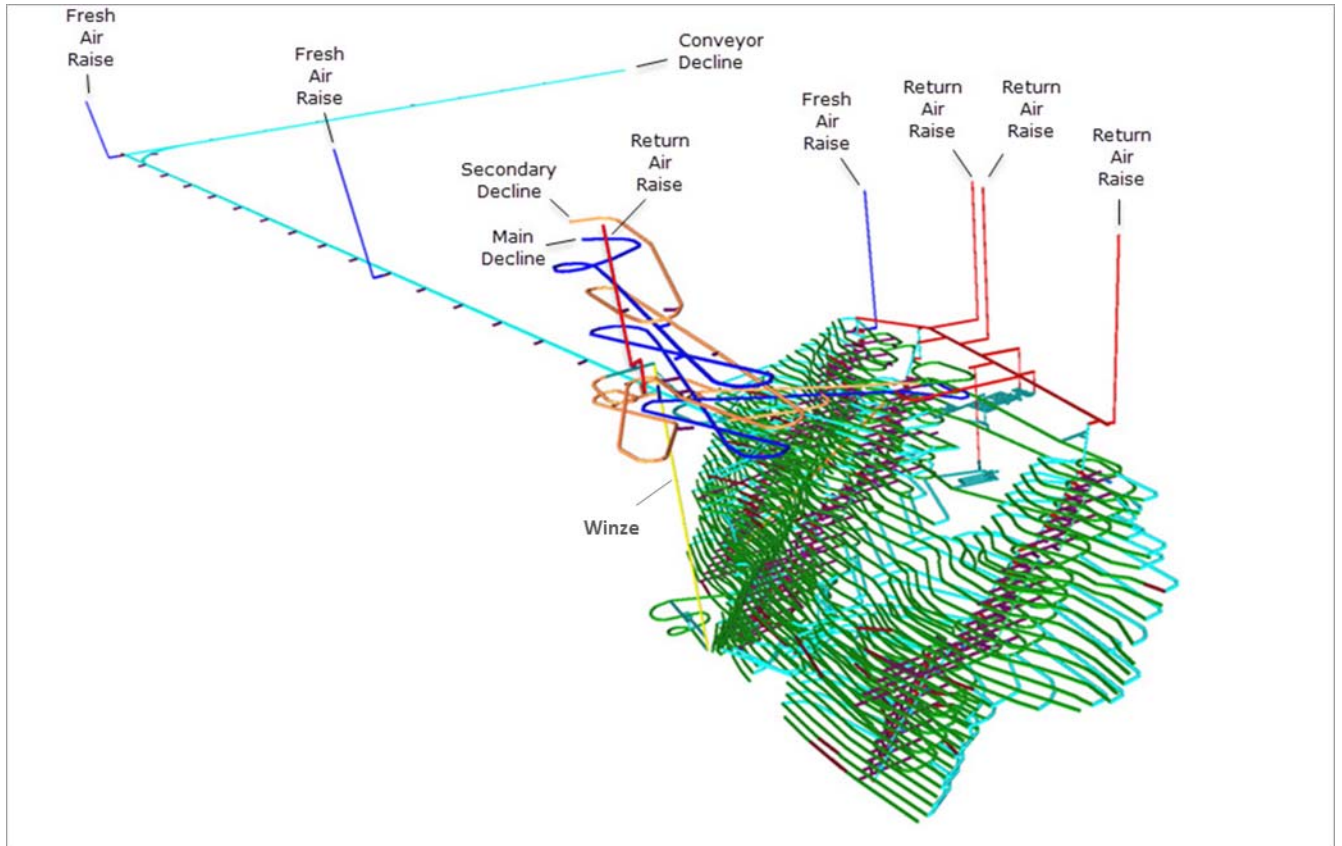 Fresh
Air
Raise
Fresh
Air
Raise
Conveyor
Decline
Secondary
Decline
Return
Air
Raise
Main
Decline
Fresh
Air
Raise
Return
Air
Raise
Return
Air
Raise
Return
Air
Raise
Winze